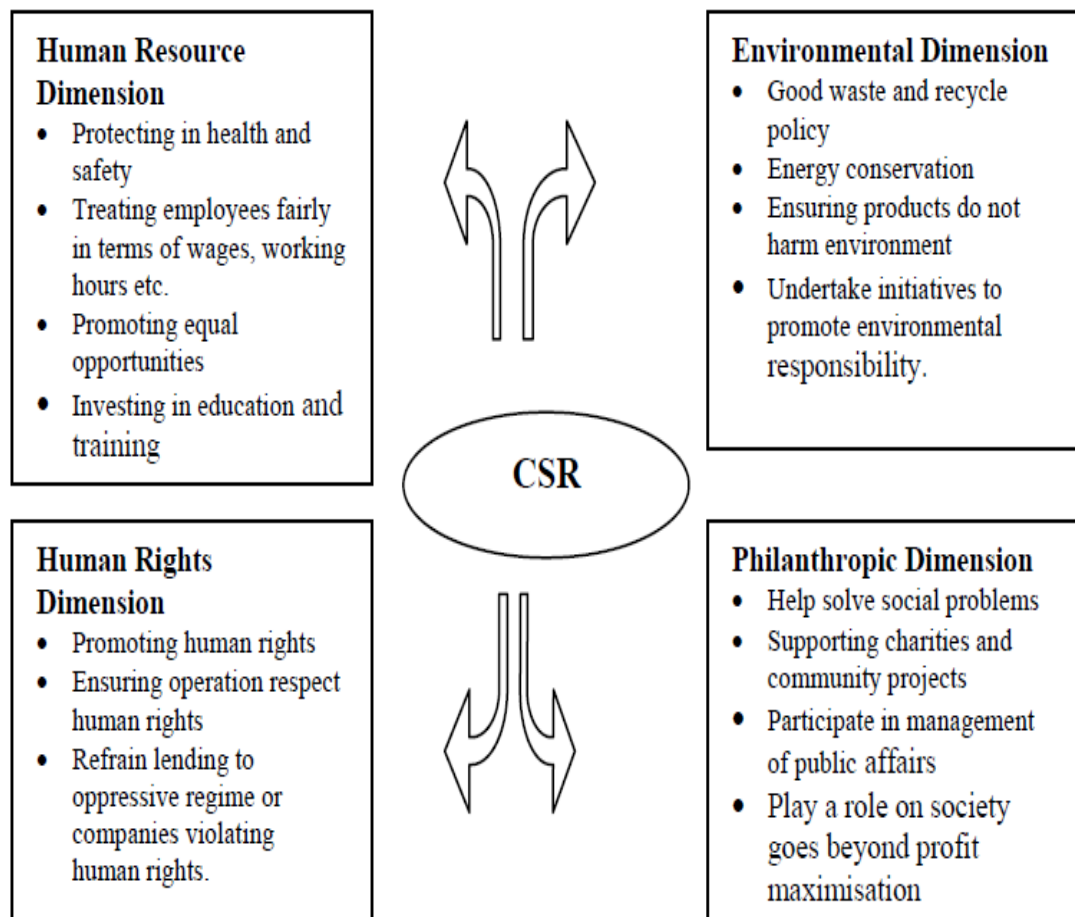 Human Resource
Dimension
• Protecting in health and
safety
• Treating employees fairly
in terms of wages, working
hours etc.
• Promoting equal
opportunities
• Investing in education and
training
Environmental Dimension
• Good waste and recycle
policy
• Energy conservation
• Ensuring products do not
harm environment
• Undertake initiatives to
promote environmental
responsibility.
CSR
Human Rights
Dimension
• Promoting human rights
• Ensuring operation respect
human rights
• Refrain lending to
oppressive regime or
companies violating
human rights.
Philanthropic Dimension
• Help solve social problems
• Supporting charities and
community projects
• Participate in management
of public affairs
• Play a role on society
goes beyond profit
maximisation